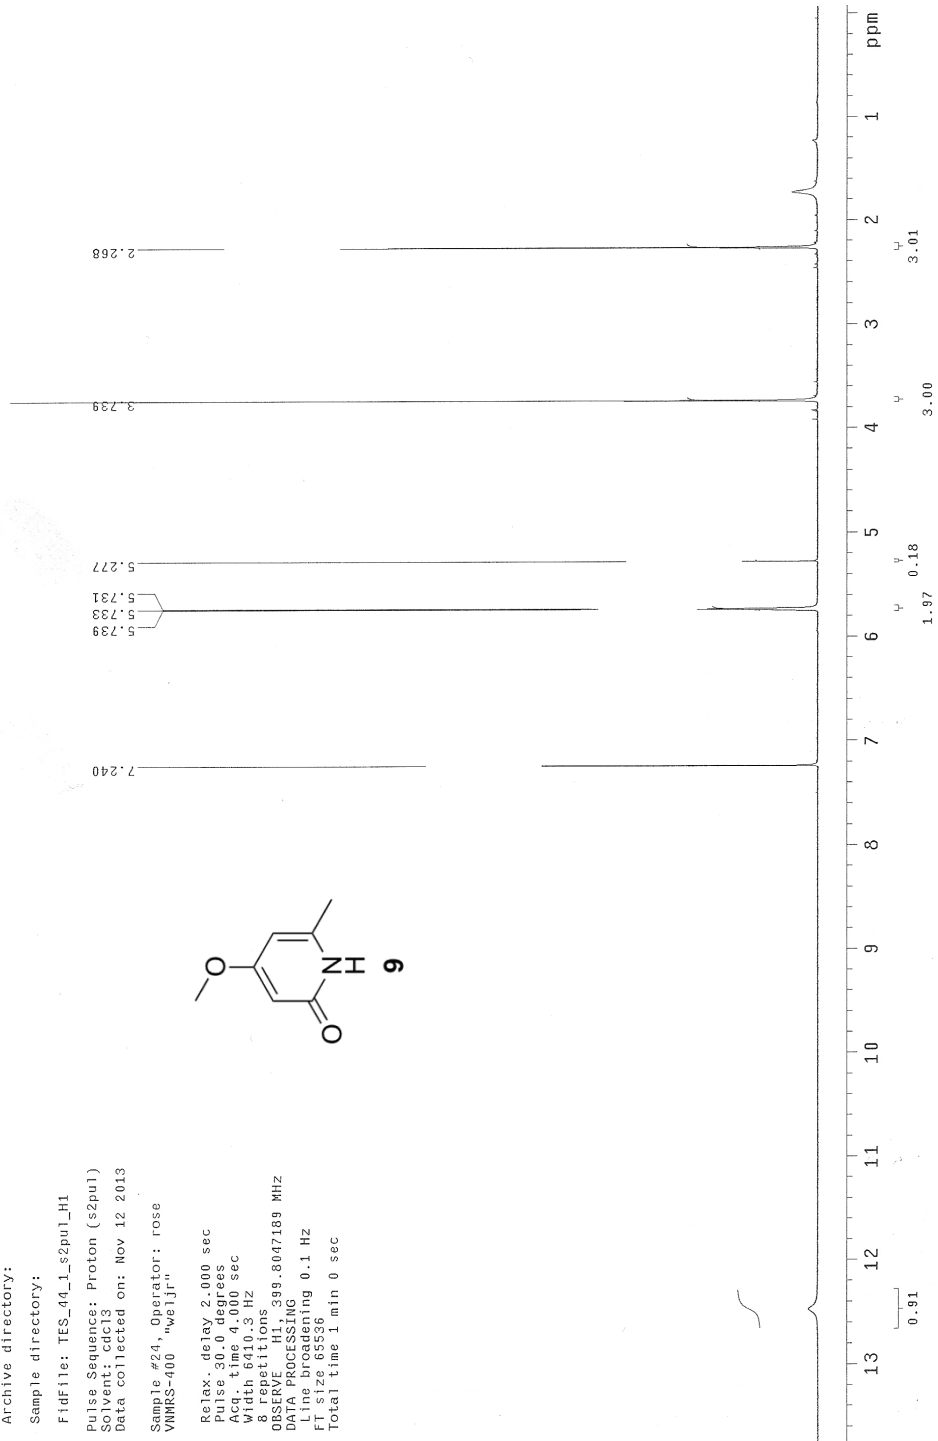 Archive directory:
Sample directory:
FidFile: TES_44_1_s2pul_H1
Pulse Sequence: Proton (s2pul)
Solvent: cdcl3
Data collected on: Nov 12 2013
Sample #24, Operator: rose
VNMRS-400 "weljr"
Relax. delay 2.000 sec
Pulse 30.0 degrees
Acq. time 4.000 sec
Width 6410.3 Hz
8 repetitions
OBSERVE H1, 399.8047189 MHz
DATA PROCESSING
Line broadening 0.1 Hz
FT size 65536
Total time 1 min 0 sec
7.240
5.739
5.733
5.731
5.277
3.739
2.268
O
O
N
H
9
13 12 11 10 9 8 7 6 5 4 3 2 1 ppm
0.91
1.97
0.18
3.00
3.01